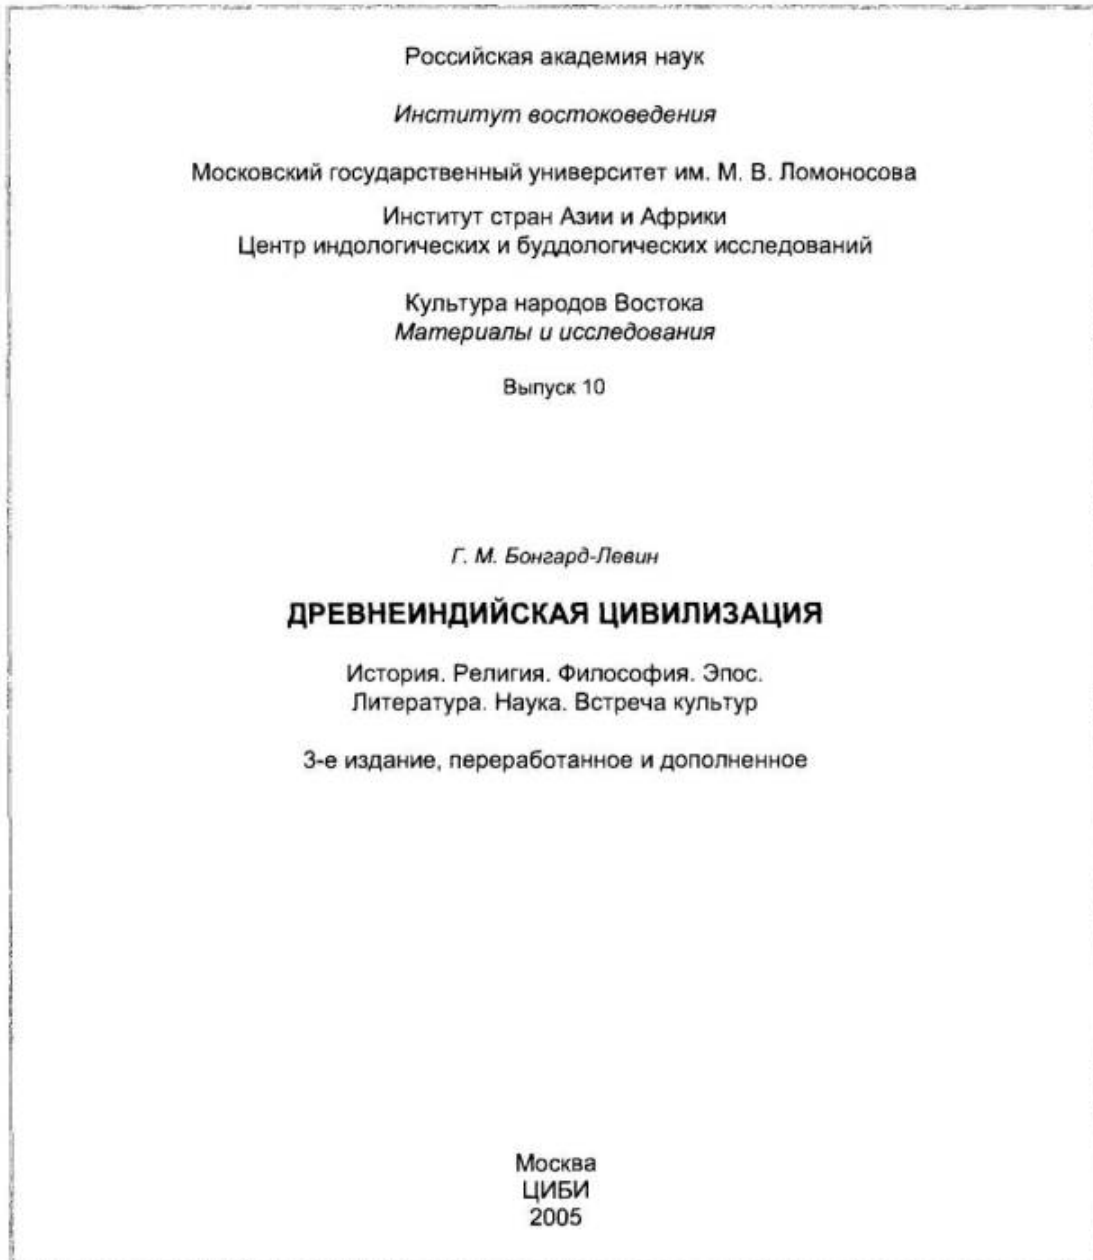 Российская академия наук
Институт востоковедения
Московский государственный университет им. М. В. Ломоносова
Институт стран Азии и Африки
Центр индологических и буддологических исследований
Культура народов Востока
Материалы и исследования
Выпуск 10
Г. М. Бонгард-Левин
ДРЕВНЕИНДИЙСКАЯ ЦИВИЛИЗАЦИЯ
История. Религия. Философия. Эпос.
Литература. Наука. Встреча культур
3-е издание, переработанное и дополненное
Москва
ЦИБИ
2005